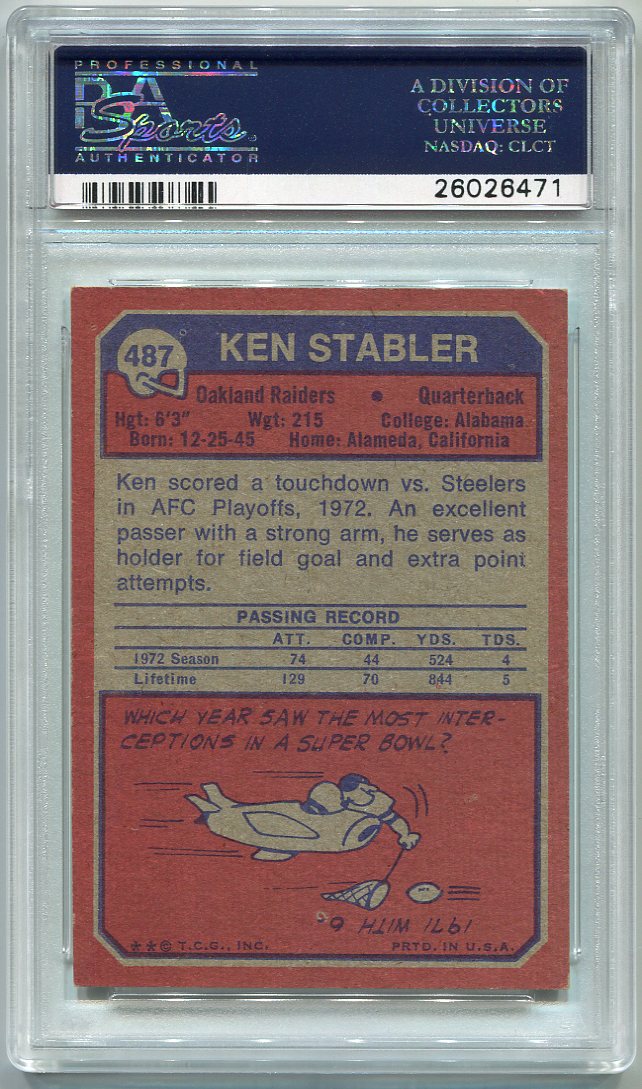 PROFESSIONAL
PSA
Sports
AUTHENTICATOR
A DIVISION OF
COLLECTORS
UNIVERSE
NASDAQ: CLCT
26026471
487
KEN STABLER
Oakland Raiders • Quarterback
Hgt: 6'3" Wgt: 215 College: Alabama
Born: 12-25-45 Home: Alameda, California
Ken scored a touchdown vs. Steelers
in AFC Playoffs, 1972. An excellent
passer with a strong arm, he serves as
holder for field goal and extra point
attempts.
PASSING RECORD
ATT. COMP. YDS. TDS.
1972 Season 74 44 524 4
Lifetime 129 70 844 5
WHICH YEAR SAW THE MOST INTER-
CEPTIONS IN A SUPER BOWL?
1971 WITH 6.
**© T.C.G., INC. PRTD. IN U.S.A.